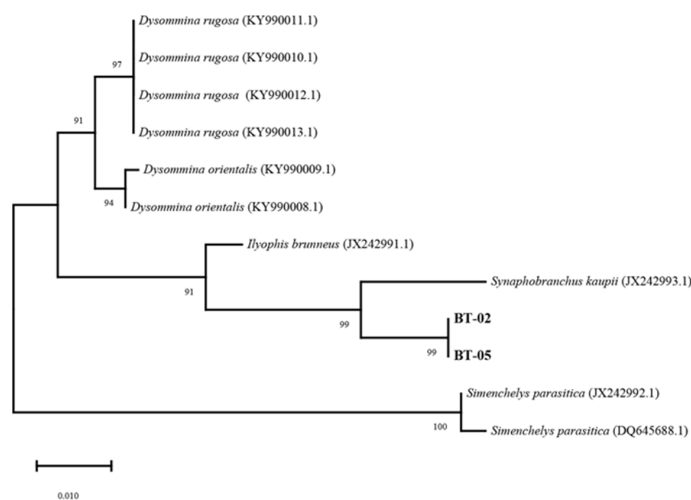 Dysommina rugosa (KY990011.1)
97
Dysommina rugosa (KY990010.1)
Dysommina rugosa (KY990012.1)
91
Dysommina rugosa (KY990013.1)
Dysommina orientalis (KY990009.1)
94
Dysommina orientalis (KY990008.1)
Ilyophis brunneus (JX242991.1)
91
Synaphobranchus kaupii (JX242993.1)
99
BT-02
99
BT-05
Simenchelys parasitica (JX242992.1)
100
Simenchelys parasitica (DQ645688.1)
0.010